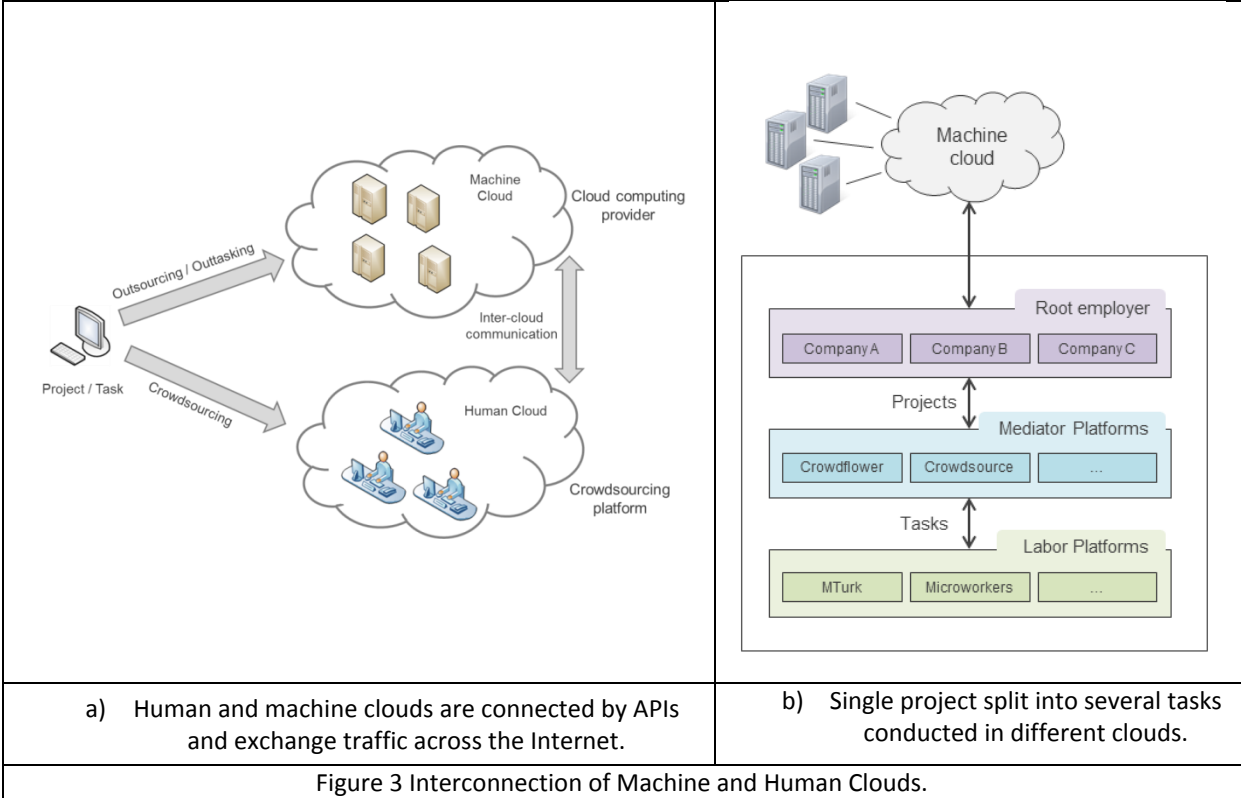 Machine
Cloud
Cloud computing
provider
Outsourcing / Outtasking
Inter-cloud
communication
Project / Task
Crowdsourcing
Human Cloud
Crowdsourcing
platform
Machine
cloud
Root employer
Company A
Company B
Company C
Projects
Mediator Platforms
Crowdflower
Crowdsource
...
Tasks
Labor Platforms
MTurk
Microworkers
...
a) Human and machine clouds are connected by APIs
and exchange traffic across the Internet.
b) Single project split into several tasks
conducted in different clouds.
Figure 3 Interconnection of Machine and Human Clouds.